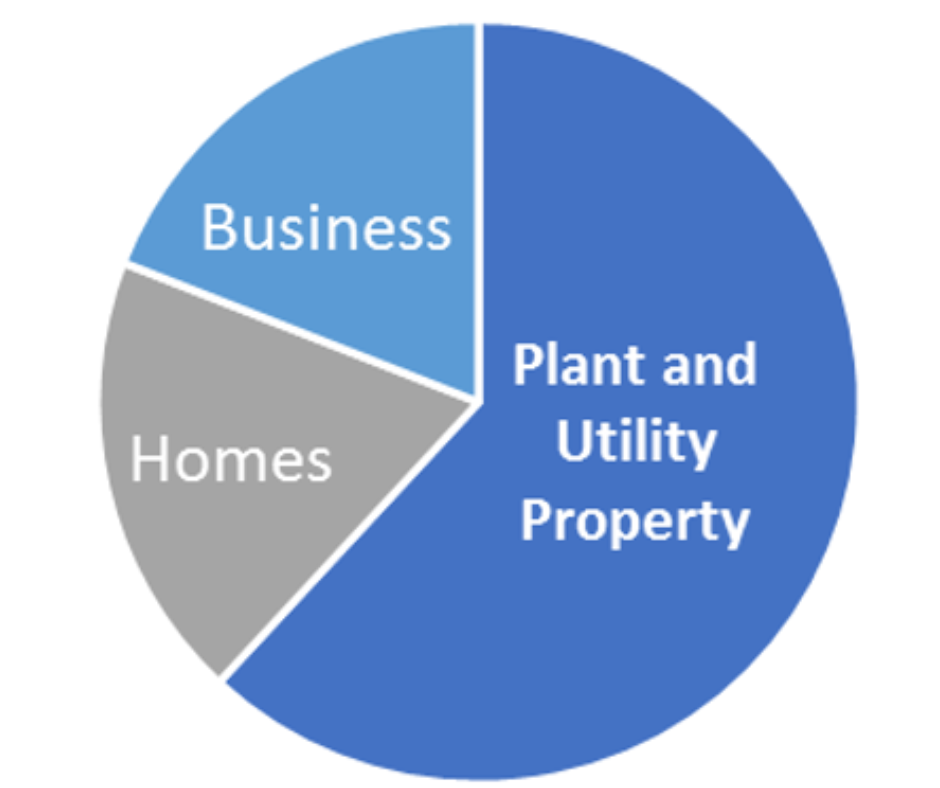 Business
Plant and
Utility
Property
Homes